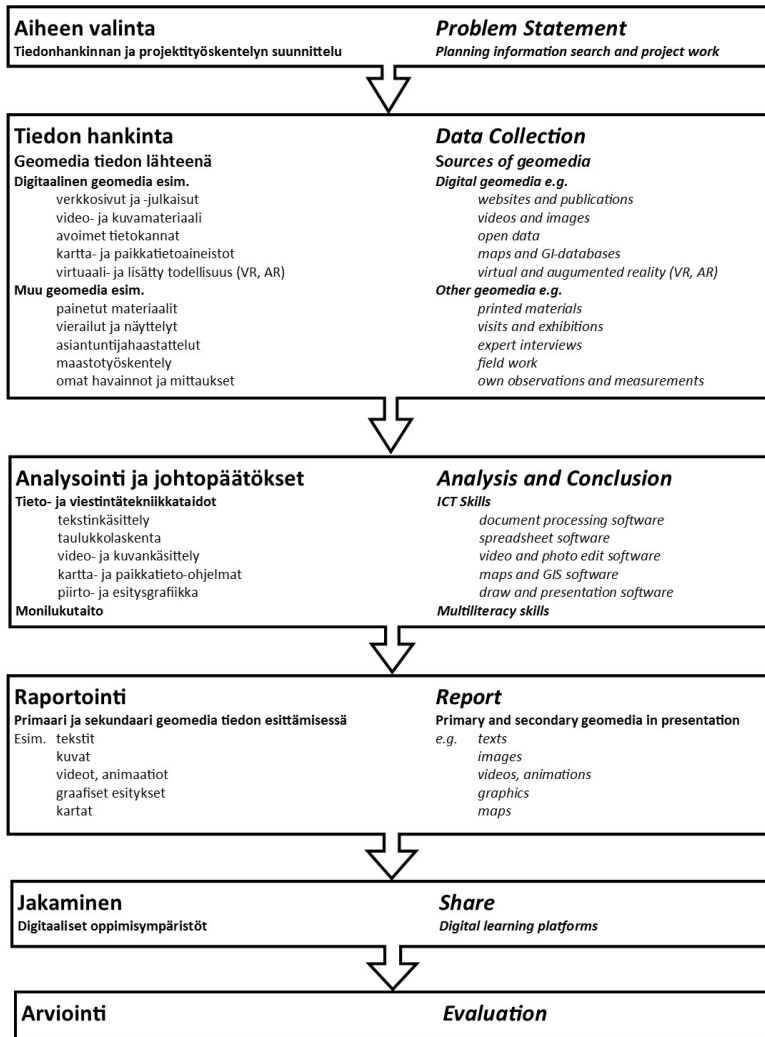 Aiheen valinta Problem Statement
Tiedonhankinnan ja projektityöskentelyn suunnittelu Planning information search and project work
Tiedon hankinta Data Collection
Geomedia tiedon lähteenä Sources of geomedia
Digitaalinen geomedia esim. Digital geomedia e.g.
verkkosivut ja -julkaisut websites and publications
video- ja kuvamateriaali videos and images
avoimet tietokannat open data
kartta- ja paikkatietoaineistot maps and GI-databases
virtuaali- ja lisätty todellisuus (VR, AR) virtual and augumented reality (VR, AR)
Muu geomedia esim. Other geomedia e.g.
painetut materiaalit printed materials
vierailut ja näyttelyt visits and exhibitions
asiantuntijahaastattelut expert interviews
maastotyöskentely field work
omat havainnot ja mittaukset own observations and measurements
Analysointi ja johtopäätökset Analysis and Conclusion
Tieto- ja viestintätekniikkataidot ICT Skills
tekstinkäsittely document processing software
taulukkolaskenta spreadsheet software
video- ja kuvankäsittely video and photo edit software
kartta- ja paikkatieto-ohjelmat maps and GIS software
piirto- ja esitysgrafiikka draw and presentation software
Monilukutaito Multiliteracy skills
Raportointi Report
Primaari ja sekundaari geomedia tiedon esittämisessä Primary and secondary geomedia in presentation
Esim. tekstit e.g. texts
kuvat images
videot, animaatiot videos, animations
graafiset esitykset graphics
kartat maps
Jakaminen Share
Digitaaliset oppimisympäristöt Digital learning platforms
Arviointi Evaluation